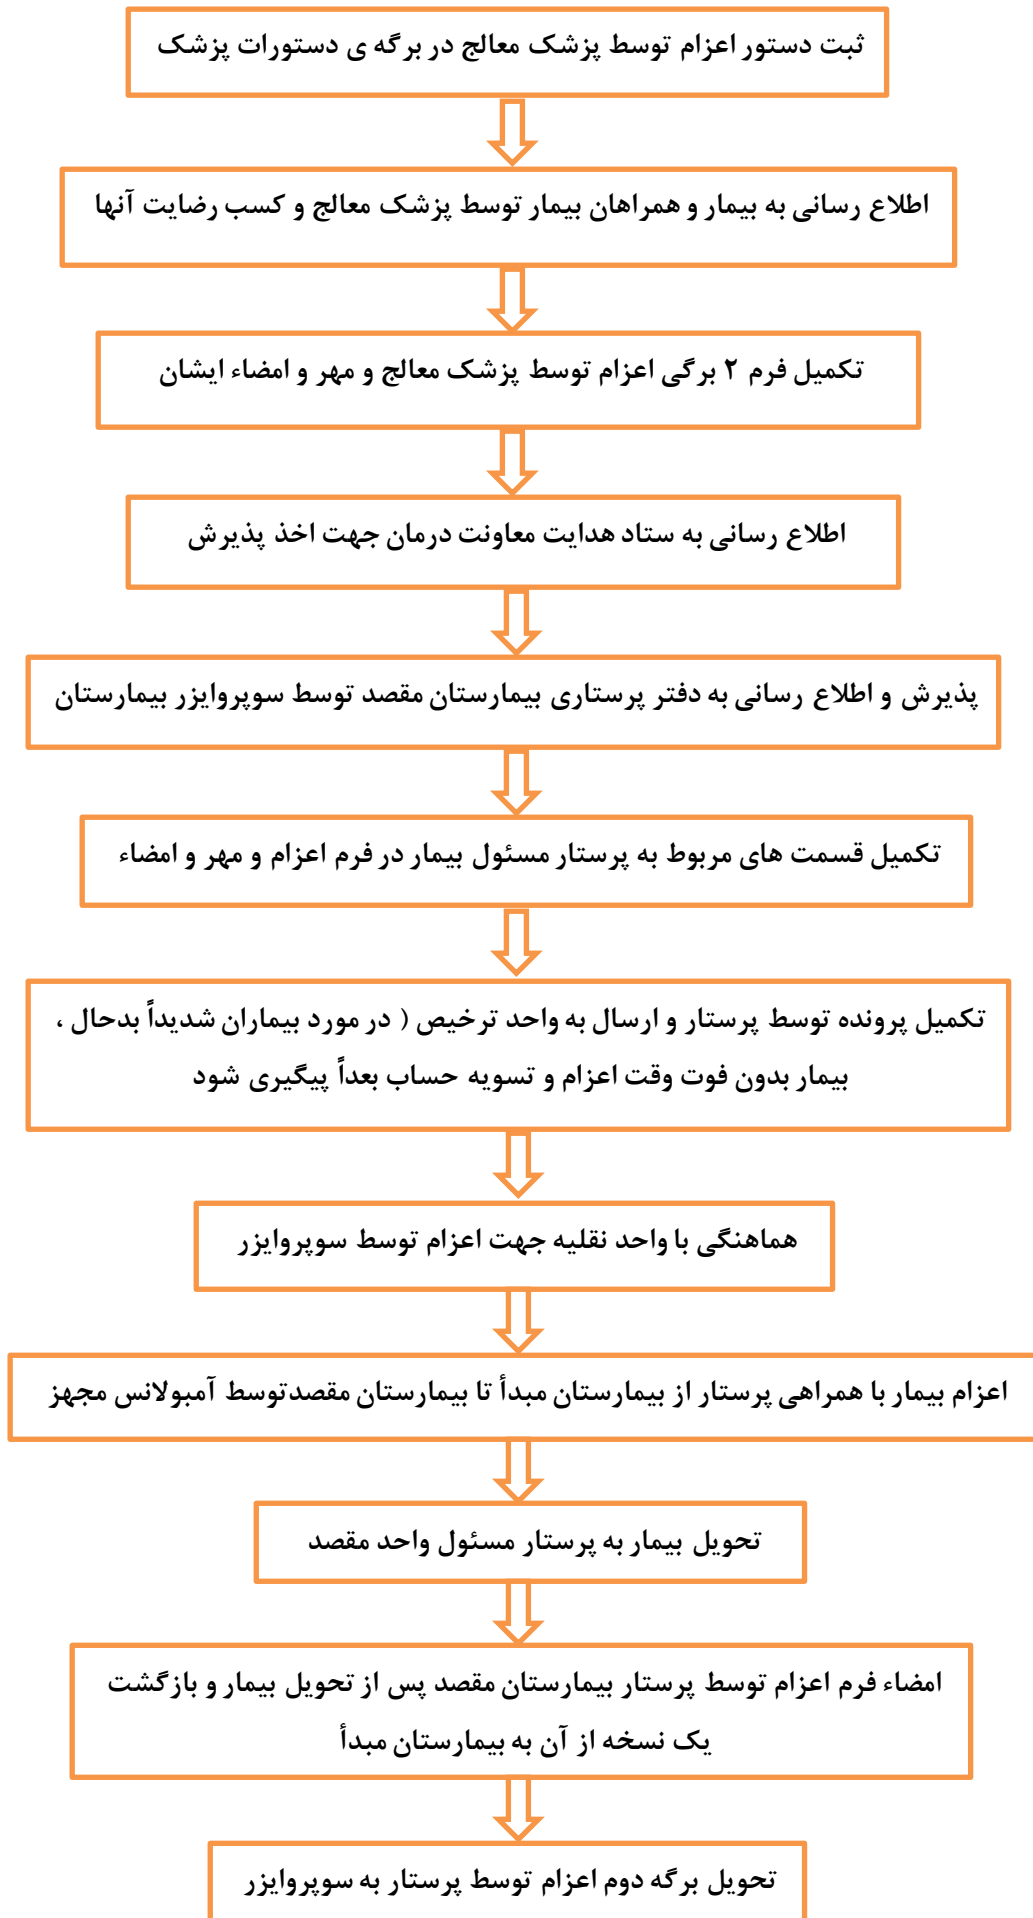 ثبت دستور اعزام توسط پزشک معالج در برگه ی دستورات پزشک
اطلاع رسانی به بیمار و همراهان بیمار توسط پزشک معالج و کسب رضایت آنها
تکمیل فرم ۲ برگی اعزام توسط پزشک معالج و مهر و امضاء ایشان
اطلاع رسانی به ستاد هدایت معاونت درمان جهت اخذ پذیرش
پذیرش و اطلاع رسانی به دفتر پرستاری بیمارستان مقصد توسط سوپروایزر بیمارستان
تکمیل قسمت های مربوط به پرستار مسئول بیمار در فرم اعزام و مهر و امضاء
تکمیل پرونده توسط پرستار و ارسال به واحد ترخیص ( در مورد بیماران شدیداً بدحال ،
بیمار بدون فوت وقت اعزام و تسویه حساب بعداً پیگیری شود
هماهنگی با واحد نقلیه جهت اعزام توسط سوپروایزر
اعزام بیمار با همراهی پرستار از بیمارستان مبدأ تا بیمارستان مقصدتوسط آمبولانس مجهز
تحویل بیمار به پرستار مسئول واحد مقصد
امضاء فرم اعزام توسط پرستار بیمارستان مقصد پس از تحویل بیمار و بازگشت
یک نسخه از آن به بیمارستان مبدأ
تحویل برگه دوم اعزام توسط پرستار به سوپروایزر